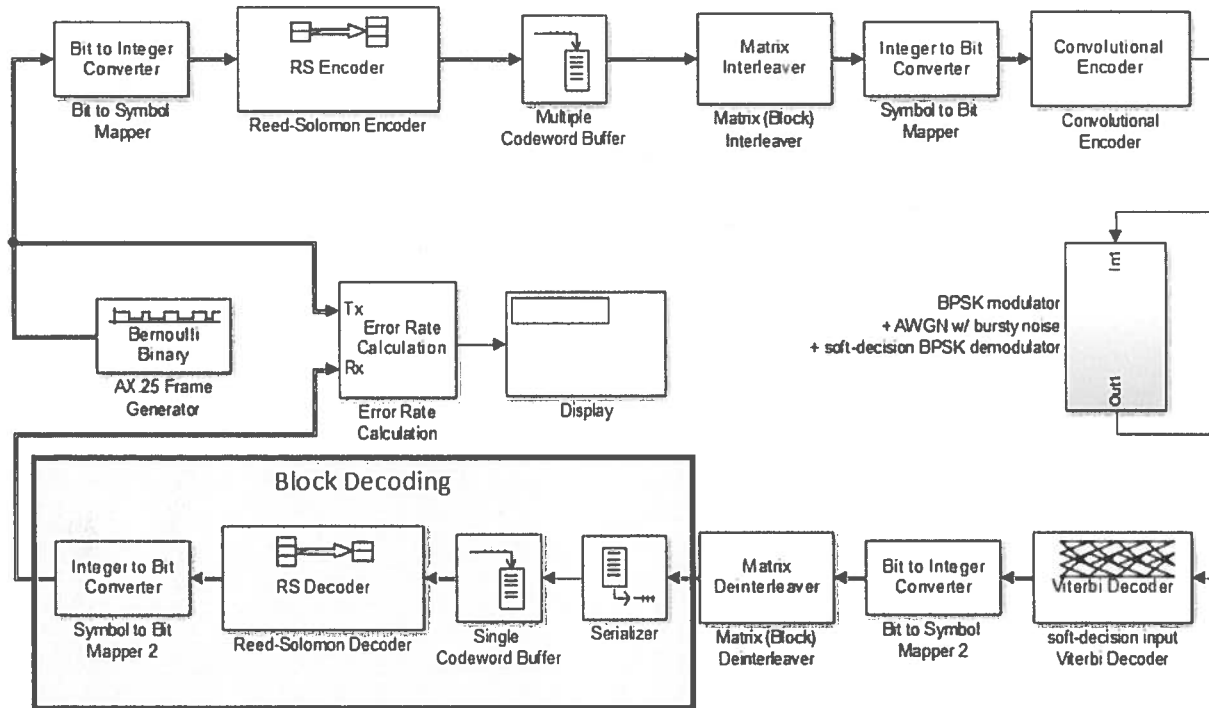 Bit to Integer
Converter
Bit to Symbol
Mapper
RS Encoder
Reed-Solomon Encoder
Multiple
Codeword Buffer
Matrix
Interleaver
Matrix (Block)
Interleaver
Integer to Bit
Converter
Symbol to Bit
Mapper
Convolutional
Encoder
Convolutional
Encoder
Bernoulli
Binary
AX.25 Frame
Generator
Tx
Error Rate
Calculation
Rx
Error Rate
Calculation
Display
BPSK modulator
+ AWGN w/ bursty noise
+ soft-decision BPSK demodulator
In1
Out1
Block Decoding
Integer to Bit
Converter
Symbol to Bit
Mapper 2
RS Decoder
Reed-Solomon Decoder
Single
Codeword Buffer
Serializer
Matrix
Deinterleaver
Matrix (Block)
Deinterleaver
Bit to Integer
Converter
Bit to Symbol
Mapper 2
Viterbi Decoder
soft-decision input
Viterbi Decoder